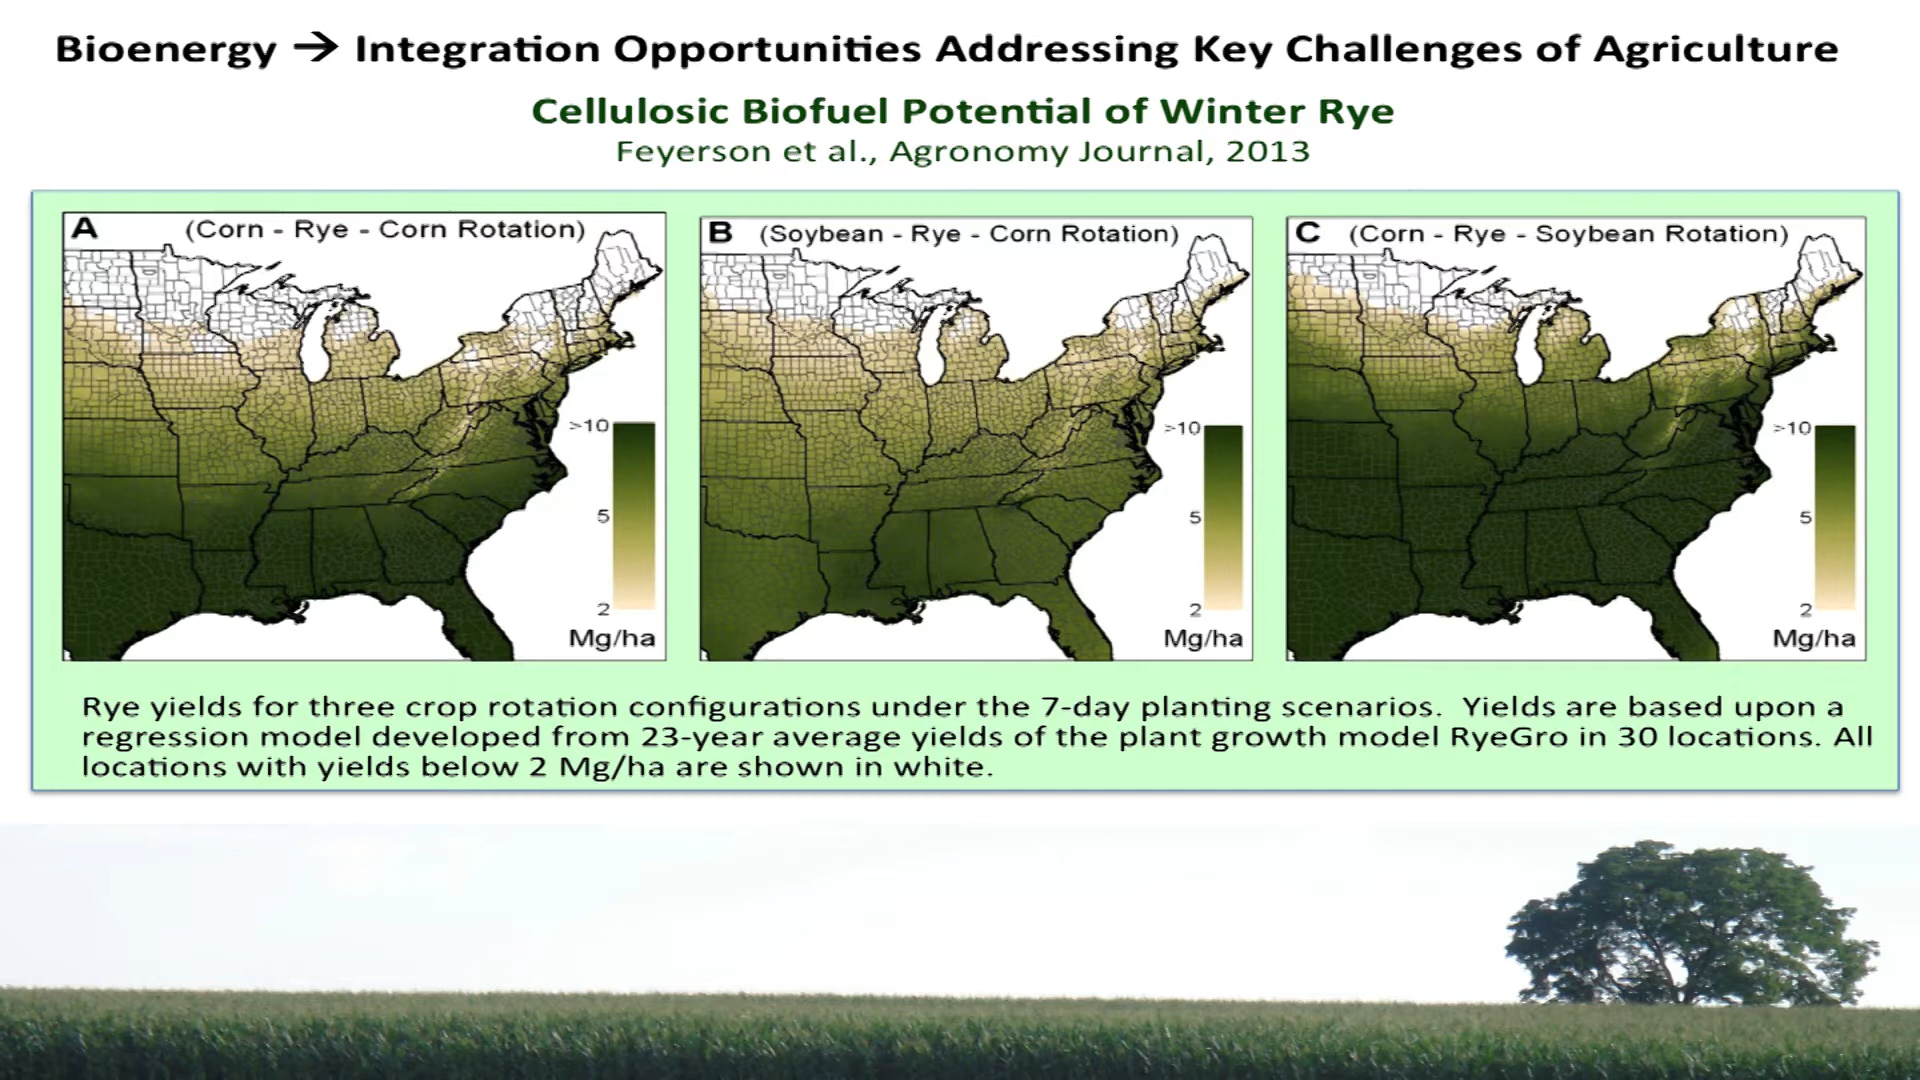 Bioenergy → Integration Opportunities Addressing Key Challenges of Agriculture
Cellulosic Biofuel Potential of Winter Rye
Feyerson et al., Agronomy Journal, 2013
A (Corn - Rye - Corn Rotation)
>10
5
2
Mg/ha
B (Soybean - Rye - Corn Rotation)
>10
5
2
Mg/ha
C (Corn - Rye - Soybean Rotation)
>10
5
2
Mg/ha
Rye yields for three crop rotation configurations under the 7-day planting scenarios. Yields are based upon a
regression model developed from 23-year average yields of the plant growth model RyeGro in 30 locations. All
locations with yields below 2 Mg/ha are shown in white.